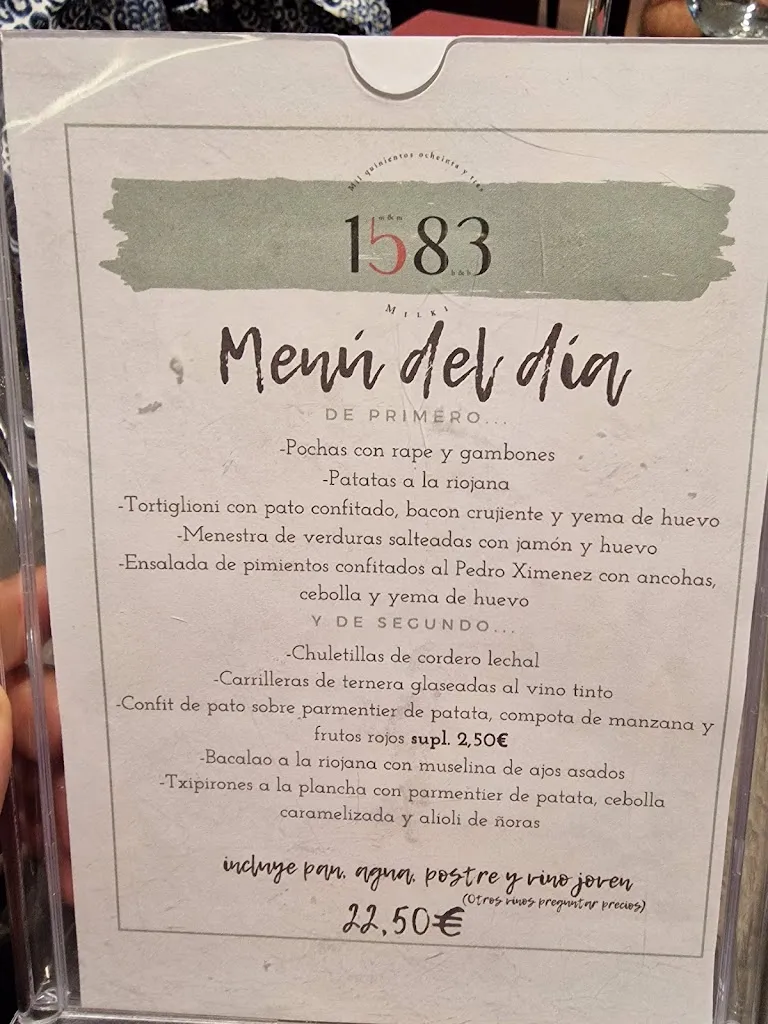 Mil quinientos ochenta y tres
1583
MILKI
Menú del día
DE PRIMERO...
-Pochas con rape y gambones
-Patatas a la riojana
-Tortiglioni con pato confitado, bacon crujiente y yema de huevo
-Menestra de verduras salteadas con jamón y huevo
-Ensalada de pimientos confitados al Pedro Ximenez con ancohas,
cebolla y yema de huevo
Y DE SEGUNDO...
-Chuletillas de cordero lechal
-Carrilleras de ternera glaseadas al vino tinto
-Confit de pato sobre parmentier de patata, compota de manzana y
frutos rojos supl. 2,50€
-Bacalao a la riojana con muselina de ajos asados
-Txipirones a la plancha con parmentier de patata, cebolla
caramelizada y alioli de ñoras
incluye pan, agua, postre y vino joven
(Otros vinos preguntar precios)
22,50€